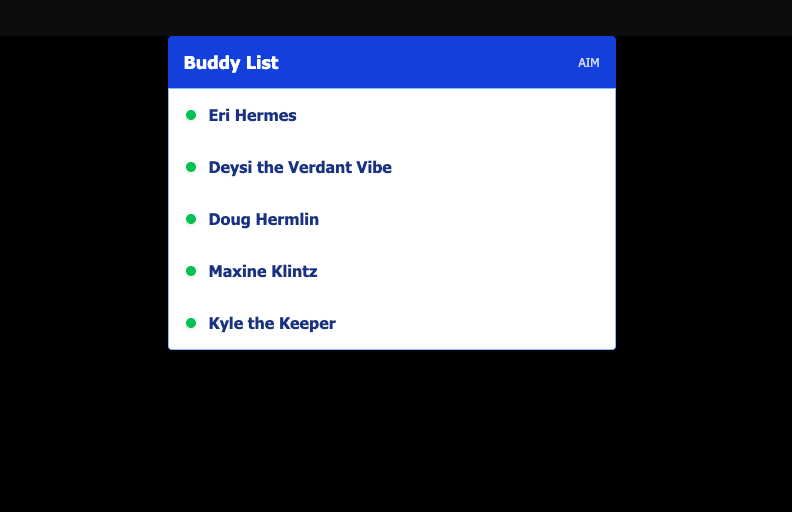 Buddy List
AIM
Eri Hermes
Deysi the Verdant Vibe
Doug Hermlin
Maxine Klintz
Kyle the Keeper